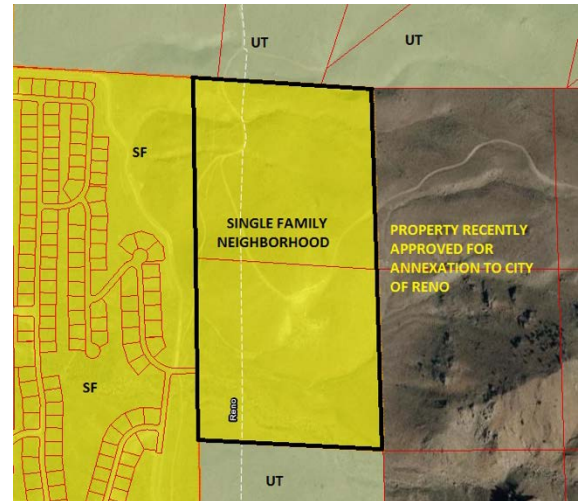 UT
UT
SF
SINGLE FAMILY
NEIGHBORHOOD
PROPERTY RECENTLY
APPROVED FOR
ANNEXATION TO CITY
OF RENO
SF
Reno
UT